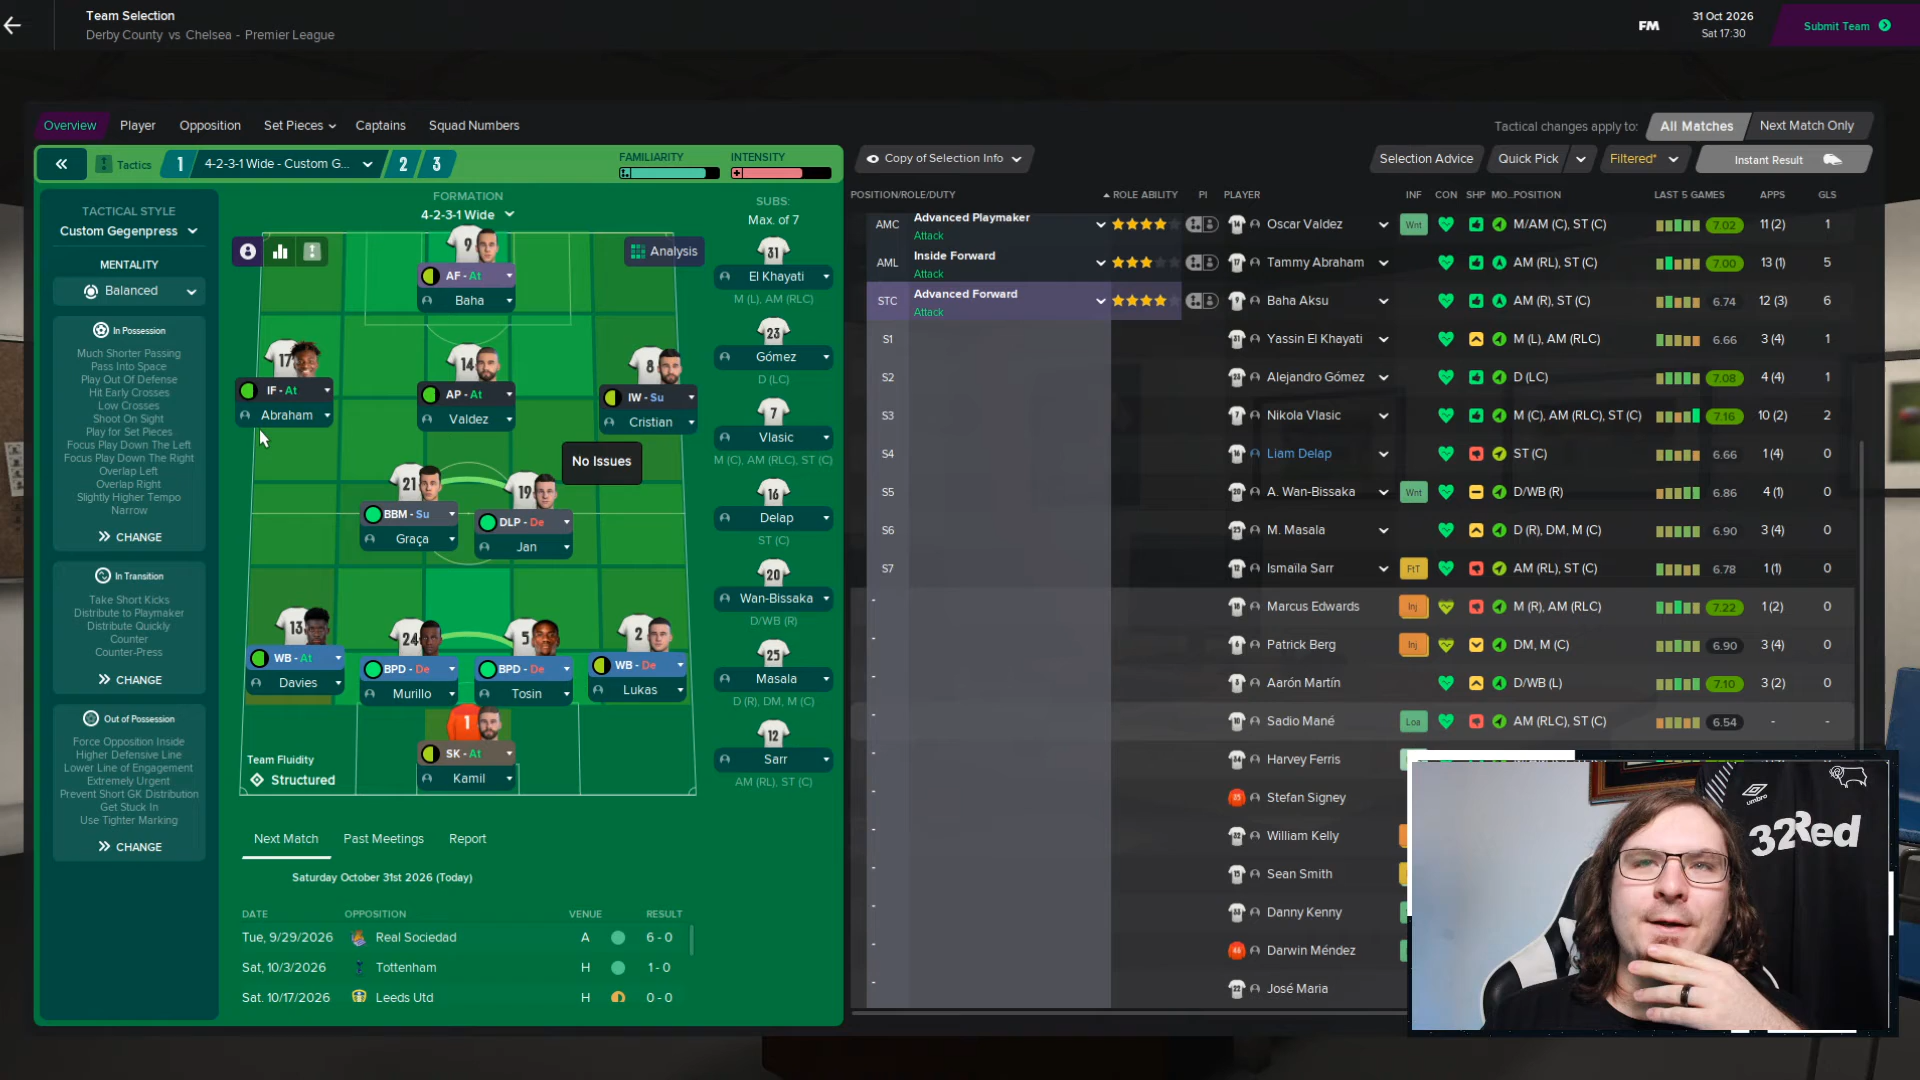 Team Selection
Derby County vs Chelsea - Premier League
FM
31 Oct 2026
Sat 17:30
Submit Team
Overview Player Opposition Set Pieces Captains Squad Numbers
Tactical changes apply to: All Matches Next Match Only
Tactics 1 4-2-3-1 Wide - Custom G... 2 3
FAMILIARITY INTENSITY
Copy of Selection Info
Selection Advice Quick Pick Filtered* Instant Result
TACTICAL STYLE
Custom Gegenpress
MENTALITY
Balanced
In Possession
Much Shorter Passing
Pass Into Space
Play Out Of Defense
Hit Early Crosses
Low Crosses
Shoot On Sight
Play for Set Pieces
Focus Play Down The Left
Focus Play Down The Right
Overlap Left
Overlap Right
Slightly Higher Tempo
Narrow
CHANGE
In Transition
Take Short Kicks
Distribute to Playmaker
Distribute Quickly
Counter
Counter-Press
CHANGE
Out of Possession
Force Opposition Inside
Higher Defensive Line
Lower Line of Engagement
Extremely Urgent
Prevent Short GK Distribution
Get Stuck In
Use Tighter Marking
CHANGE
FORMATION
4-2-3-1 Wide
Analysis
9
AF - At
Baha
17
IF - At
Abraham
14
AP - At
Valdez
8
IW - Su
Cristian
No Issues
21
BBM - Su
Graça
19
DLP - De
Jan
13
WB - At
Davies
24
BPD - De
Murillo
5
BPD - De
Tosin
2
WB - De
Lukas
1
SK - At
Kamil
Team Fluidity
Structured
SUBS:
Max. of 7
31
El Khayati
M (L), AM (RLC)
23
Gómez
D (LC)
7
Vlasic
M (C), AM (RLC), ST (C)
16
Delap
ST (C)
20
Wan-Bissaka
D/WB (R)
25
Masala
D (R), DM, M (C)
12
Sarr
AM (RL), ST (C)
Next Match Past Meetings Report
Saturday October 31st 2026 (Today)
DATE OPPOSITION VENUE RESULT
Tue, 9/29/2026 Real Sociedad A 6 - 0
Sat, 10/3/2026 Tottenham H 1 - 0
Sat. 10/17/2026 Leeds Utd H 0 - 0
POSITION/ROLE/DUTY ROLE ABILITY PI PLAYER INF CON SHP MO... POSITION LAST 5 GAMES APPS GLS
AMC Advanced Playmaker Attack Oscar Valdez Wnt M/AM (C), ST (C) 7.02 11 (2) 1
AML Inside Forward Attack Tammy Abraham AM (RL), ST (C) 7.00 13 (1) 5
STC Advanced Forward Attack Baha Aksu AM (R), ST (C) 6.74 12 (3) 6
S1 Yassin El Khayati M (L), AM (RLC) 6.66 3 (4) 1
S2 Alejandro Gómez D (LC) 7.08 4 (4) 1
S3 Nikola Vlasic M (C), AM (RLC), ST (C) 7.16 10 (2) 2
S4 Liam Delap ST (C) 6.66 1 (4) 0
S5 A. Wan-Bissaka Wnt D/WB (R) 6.86 4 (1) 0
S6 M. Masala D (R), DM, M (C) 6.90 3 (4) 0
S7 Ismaila Sarr FtT AM (RL), ST (C) 6.78 1 (1) 0
- Marcus Edwards Inj M (R), AM (RLC) 7.22 1 (2) 0
- Patrick Berg Inj DM, M (C) 6.90 3 (4) 0
- Aarón Martín D/WB (L) 7.10 3 (2) 0
- Sadio Mané Loa AM (RLC), ST (C) 6.54 - -
- Harvey Ferris
- Stefan Signey
- William Kelly
- Sean Smith
- Danny Kenny
- Darwin Méndez
- José Maria
umbro
32Red